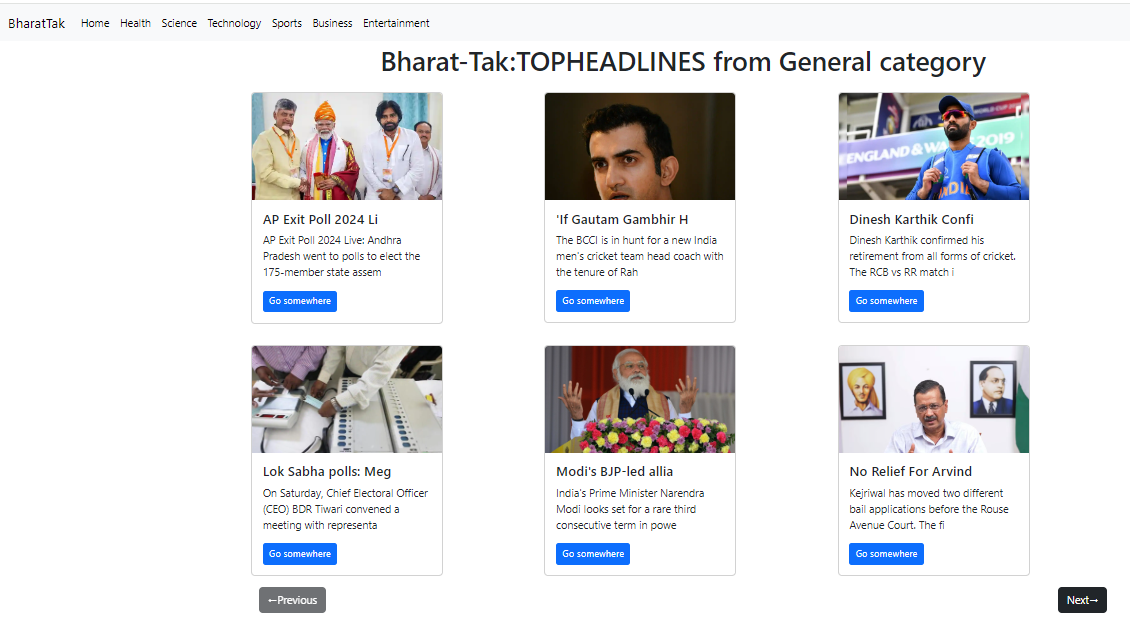 BharatTak Home Health Science Technology Sports Business Entertainment
Bharat-Tak:TOPHEADLINES from General category
ENGLAND & WA 2019
INDI
AP Exit Poll 2024 Li
AP Exit Poll 2024 Live: Andhra
Pradesh went to polls to elect the
175-member state assem
Go somewhere
'If Gautam Gambhir H
The BCCI is in hunt for a new India
men's cricket team head coach with
the tenure of Rah
Go somewhere
Dinesh Karthik Confi
Dinesh Karthik confirmed his
retirement from all forms of cricket.
The RCB vs RR match i
Go somewhere
Lok Sabha polls: Meg
On Saturday, Chief Electoral Officer
(CEO) BDR Tiwari convened a
meeting with representa
Go somewhere
Modi's BJP-led allia
India's Prime Minister Narendra
Modi looks set for a rare third
consecutive term in powe
Go somewhere
No Relief For Arvind
Kejriwal has moved two different
bail applications before the Rouse
Avenue Court. The fi
Go somewhere
←Previous
Next→